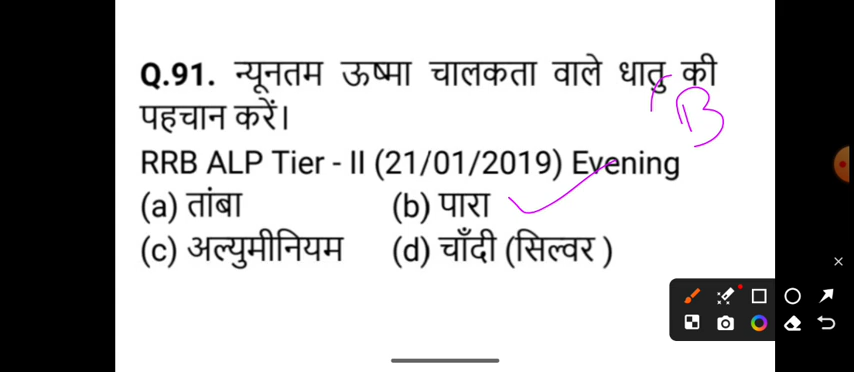 Q.91. न्यूनतम ऊष्मा चालकता वाले धातु की
पहचान करें।
B
RRB ALP Tier - II (21/01/2019) Evening
(a) तांबा (b) पारा
(c) अल्युमीनियम (d) चाँदी (सिल्वर )